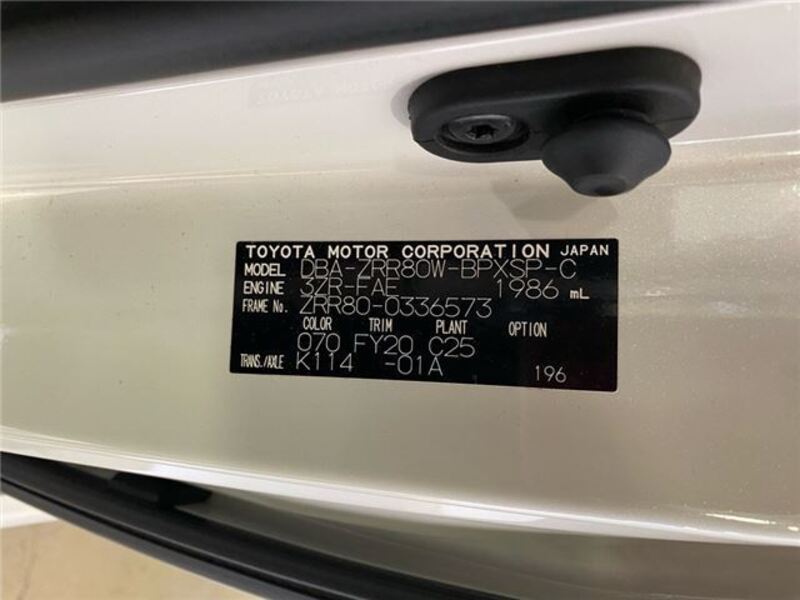 TOYOTA MOTOR CORPORATION JAPAN
MODEL DBA-ZRR80W-BPXSP-C
ENGINE 3ZR-FAE 1986 mL
FRAME No. ZRR80-0336573
COLOR TRIM PLANT OPTION
070 FY20 C25
TRANS./AXLE K114 -01A
196